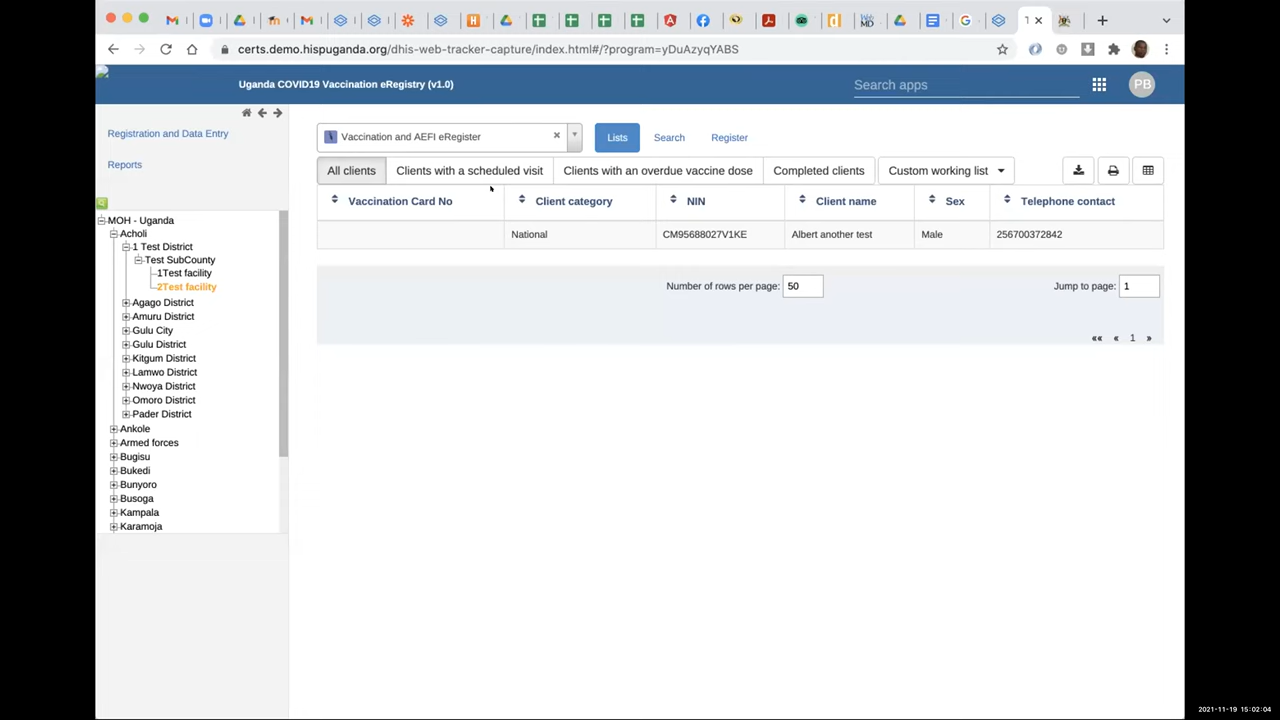 certs.demo.hispuganda.org/dhis-web-tracker-capture/index.html#/?program=yDuAzyqYABS
Uganda COVID19 Vaccination eRegistry (v1.0)
Search apps
PB
Registration and Data Entry
Reports
MOH - Uganda
Acholi
1 Test District
Test SubCounty
1Test facility
2Test facility
Agago District
Amuru District
Gulu City
Gulu District
Kitgum District
Lamwo District
Nwoya District
Omoro District
Pader District
Ankole
Armed forces
Bugisu
Bukedi
Bunyoro
Busoga
Kampala
Karamoja
Vaccination and AEFI eRegister
Lists Search Register
All clients Clients with a scheduled visit Clients with an overdue vaccine dose Completed clients Custom working list
Vaccination Card No Client category NIN Client name Sex Telephone contact
National CM95688027V1KE Albert another test Male 256700372842
Number of rows per page: 50 Jump to page: 1
«« « 1 »
2021-11-19 15:02:04